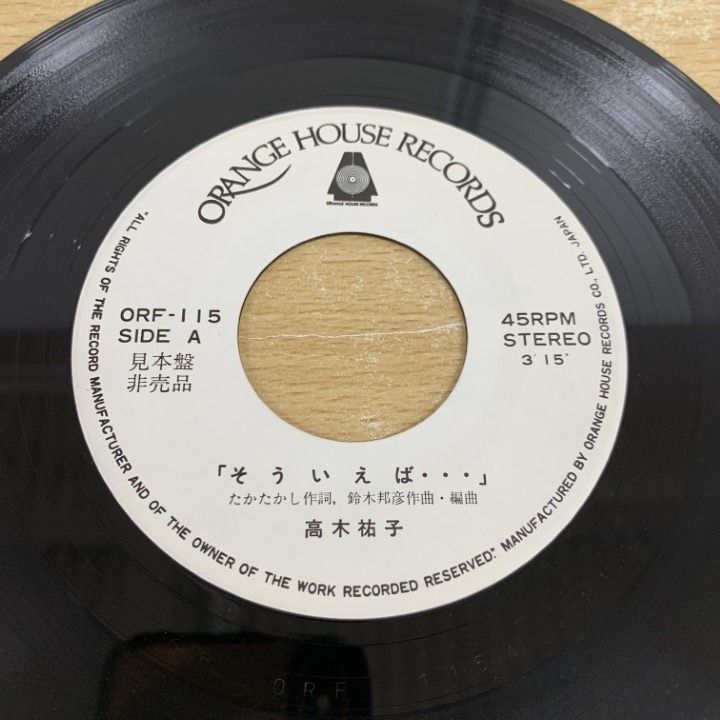 ORANGE HOUSE RECORDS
ORANGE HOUSE RECORDS
ORF-115
SIDE A
見本盤
非売品
45RPM
STEREO
3'15"
「そういえば・・・」
たかたかし作詞, 鈴木邦彦作曲・編曲
高木祐子
"ALL RIGHTS OF THE RECORD MANUFACTURER AND OF THE OWNER OF THE WORK RECORDED RESERVED". MANUFACTURED BY ORANGE HOUSE RECORDS CO., LTD. JAPAN
ORF - 115A